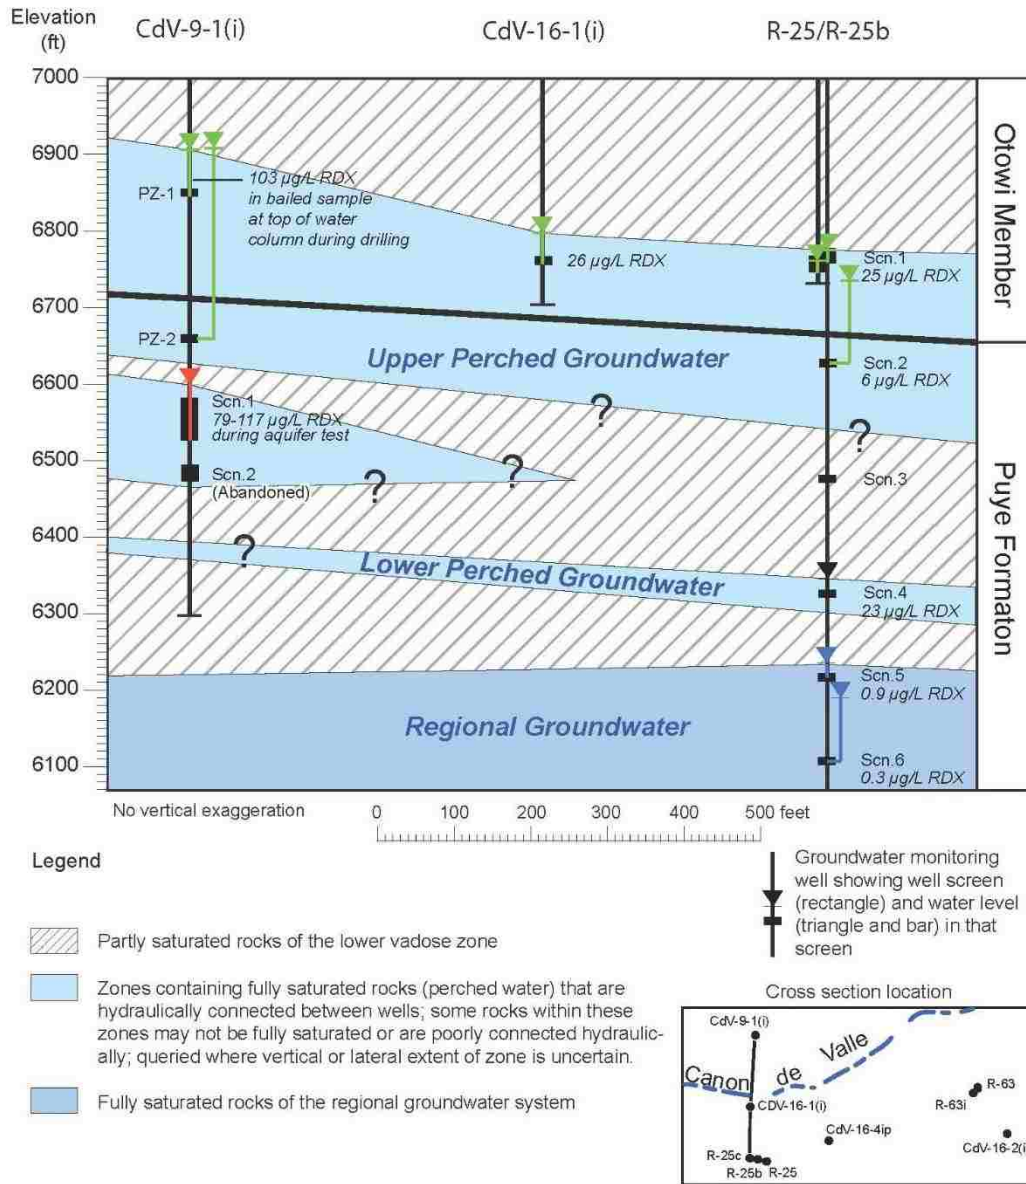 Elevation
(ft)
CdV-9-1(i)
CdV-16-1(i)
R-25/R-25b
7000
6900
6800
6700
6600
6500
6400
6300
6200
6100
PZ-1
103 µg/L RDX
in bailed sample
at top of water
column during drilling
26 µg/L RDX
Scn.1
25 µg/L RDX
PZ-2
Upper Perched Groundwater
Scn.2
6 µg/L RDX
Scn.1
79-117 µg/L RDX
during aquifer test
?
?
Scn.2
(Abandoned)
?
?
Scn.3
?
Lower Perched Groundwater
Scn.4
23 µg/L RDX
Scn.5
0.9 µg/L RDX
Regional Groundwater
Scn.6
0.3 µg/L RDX
Otowi Member
Puye Formaton
No vertical exaggeration
0 100 200 300 400 500 feet
Legend
Partly saturated rocks of the lower vadose zone
Zones containing fully saturated rocks (perched water) that are
hydraulically connected between wells; some rocks within these
zones may not be fully saturated or are poorly connected hydraulic-
ally; queried where vertical or lateral extent of zone is uncertain.
Fully saturated rocks of the regional groundwater system
Groundwater monitoring
well showing well screen
(rectangle) and water level
(triangle and bar) in that
screen
Cross section location
CdV-9-1(i)
Canon de Valle
CDV-16-1(i)
R-63
R-63i
CdV-16-4ip
CdV-16-2(i
R-25c
R-25b
R-25